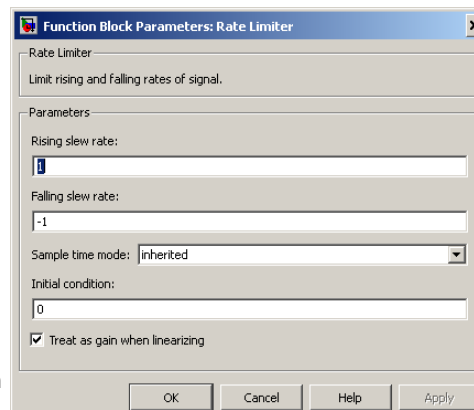 Function Block Parameters: Rate Limiter
Rate Limiter
Limit rising and falling rates of signal.
Parameters
Rising slew rate:
1
Falling slew rate:
-1
Sample time mode: inherited
Initial condition:
0
Treat as gain when linearizing
OK Cancel Help Apply